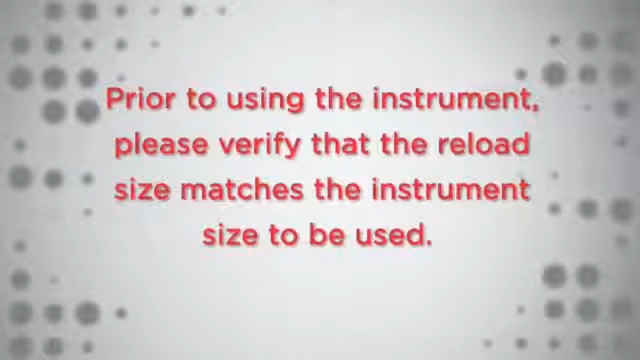 Prior to using the instrument,
please verify that the reload
size matches the instrument
size to be used.